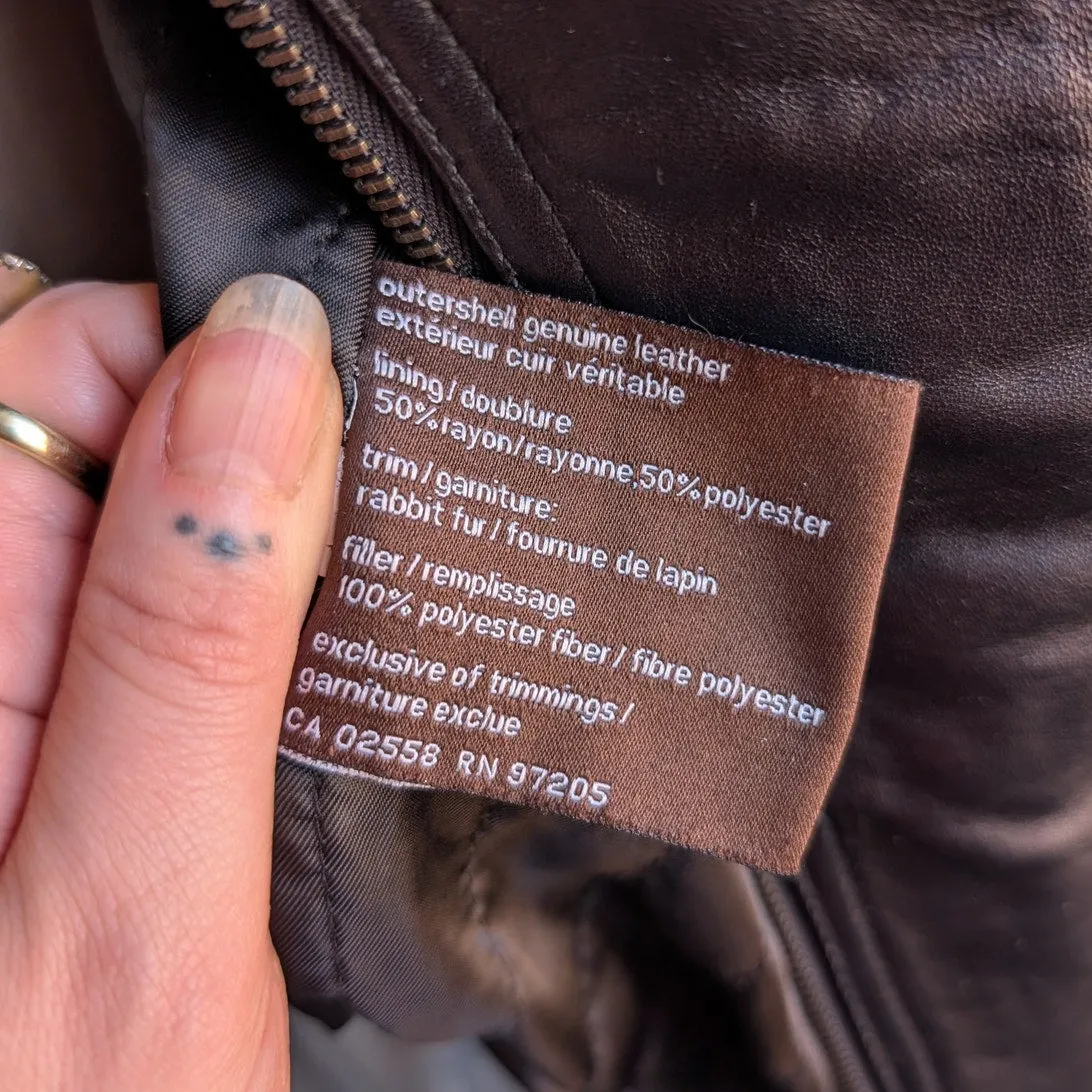 outershell genuine leather
extérieur cuir véritable
lining/doublure
50%rayon/rayonne,50%polyester
trim/garniture:
rabbit fur/fourrure de lapin
filler/remplissage
100% polyester fiber/fibre polyester
exclusive of trimmings/
garniture exclue
CA 02558 RN 97205